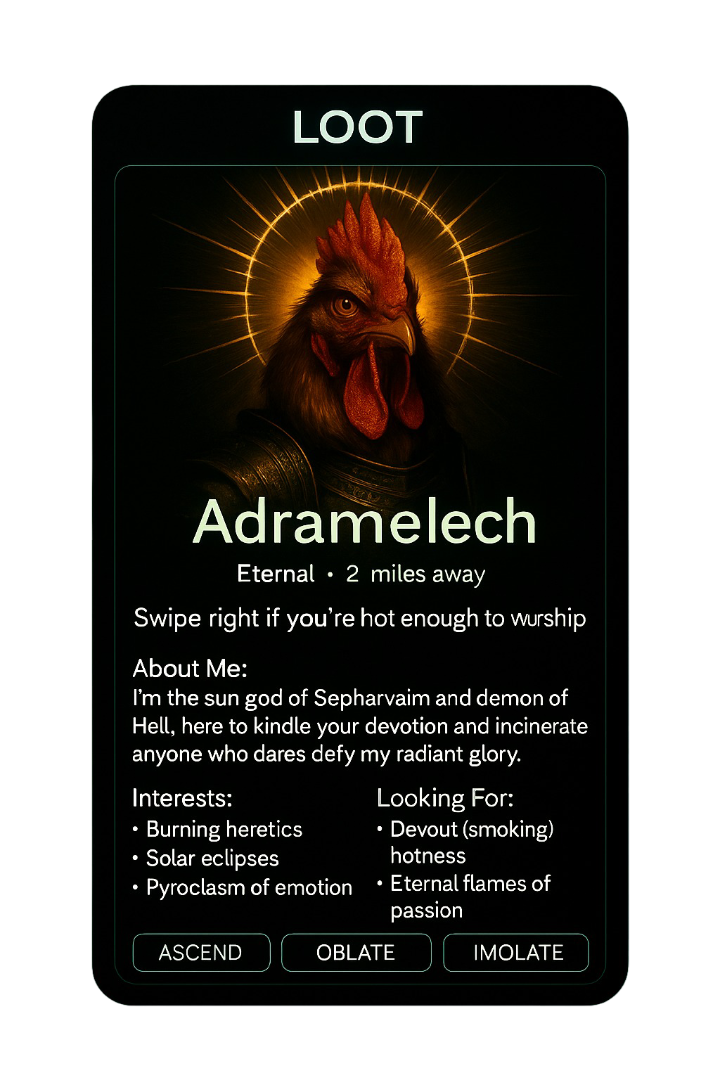 LOOT
Adramelech
Eternal • 2 miles away
Swipe right if you're hot enough to wurship
About Me:
I'm the sun god of Sepharvaim and demon of
Hell, here to kindle your devotion and incinerate
anyone who dares defy my radiant glory.
Interests:
• Burning heretics
• Solar eclipses
• Pyroclasm of emotion
Looking For:
• Devout (smoking)
hotness
• Eternal flames of
passion
ASCEND
OBLATE
IMOLATE